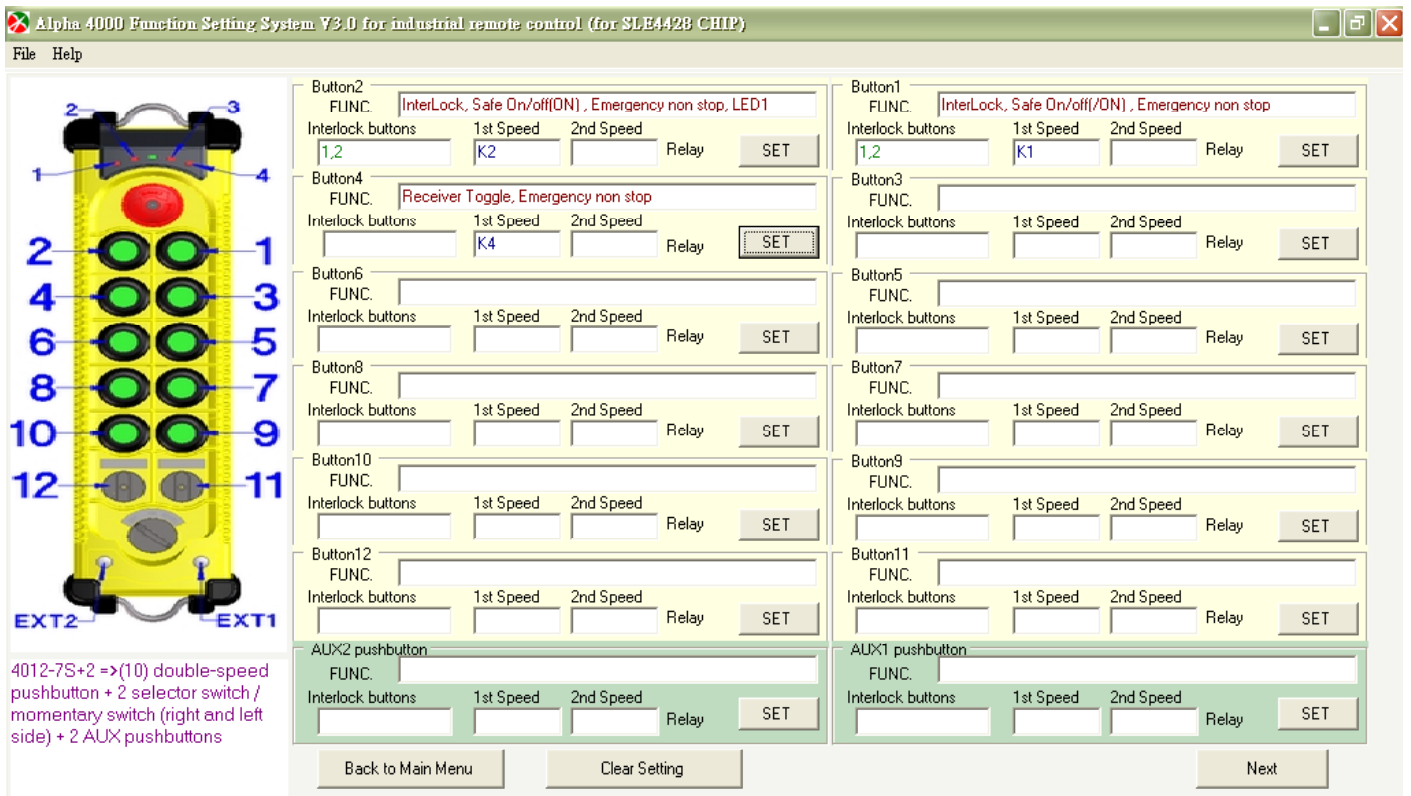 Alpha 4000 Function Setting System V3.0 for industrial remote control (for SLE4428 CHIP)
File Help
2 3
1 4
2 1
4 3
6 5
8 7
10 9
12 11
EXT2 EXT1
4012-7S+2 =>(10) double-speed
pushbutton + 2 selector switch /
momentary switch (right and left
side) + 2 AUX pushbuttons
Button2
FUNC. InterLock, Safe On/off(ON) , Emergency non stop, LED1
Interlock buttons 1st Speed 2nd Speed
1,2 K2 Relay SET
Button1
FUNC. InterLock, Safe On/off(/ON) , Emergency non stop
Interlock buttons 1st Speed 2nd Speed
1,2 K1 Relay SET
Button4
FUNC. Receiver Toggle, Emergency non stop
Interlock buttons 1st Speed 2nd Speed
K4 Relay SET
Button3
FUNC.
Interlock buttons 1st Speed 2nd Speed
Relay SET
Button6
FUNC.
Interlock buttons 1st Speed 2nd Speed
Relay SET
Button5
FUNC.
Interlock buttons 1st Speed 2nd Speed
Relay SET
Button8
FUNC.
Interlock buttons 1st Speed 2nd Speed
Relay SET
Button7
FUNC.
Interlock buttons 1st Speed 2nd Speed
Relay SET
Button10
FUNC.
Interlock buttons 1st Speed 2nd Speed
Relay SET
Button9
FUNC.
Interlock buttons 1st Speed 2nd Speed
Relay SET
Button12
FUNC.
Interlock buttons 1st Speed 2nd Speed
Relay SET
Button11
FUNC.
Interlock buttons 1st Speed 2nd Speed
Relay SET
AUX2 pushbutton
FUNC.
Interlock buttons 1st Speed 2nd Speed
Relay SET
AUX1 pushbutton
FUNC.
Interlock buttons 1st Speed 2nd Speed
Relay SET
Back to Main Menu Clear Setting Next